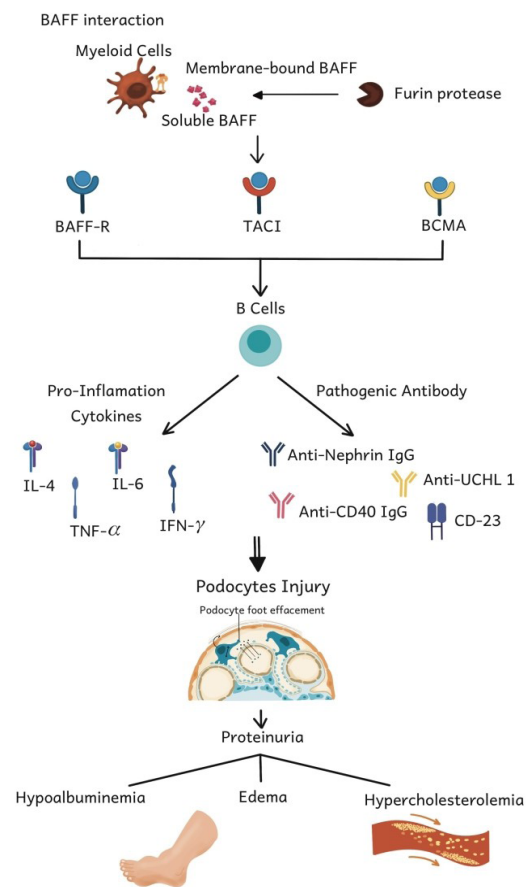 BAFF interaction
Myeloid Cells
Membrane-bound BAFF
Furin protease
Soluble BAFF
BAFF-R
TACI
BCMA
B Cells
Pro-Inflamation
Cytokines
Pathogenic Antibody
IL-4
IL-6
TNF-α
IFN-γ
Anti-Nephrin IgG
Anti-UCHL 1
Anti-CD40 IgG
CD-23
Podocytes Injury
Podocyte foot effacement
Proteinuria
Hypoalbuminemia
Edema
Hypercholesterolemia